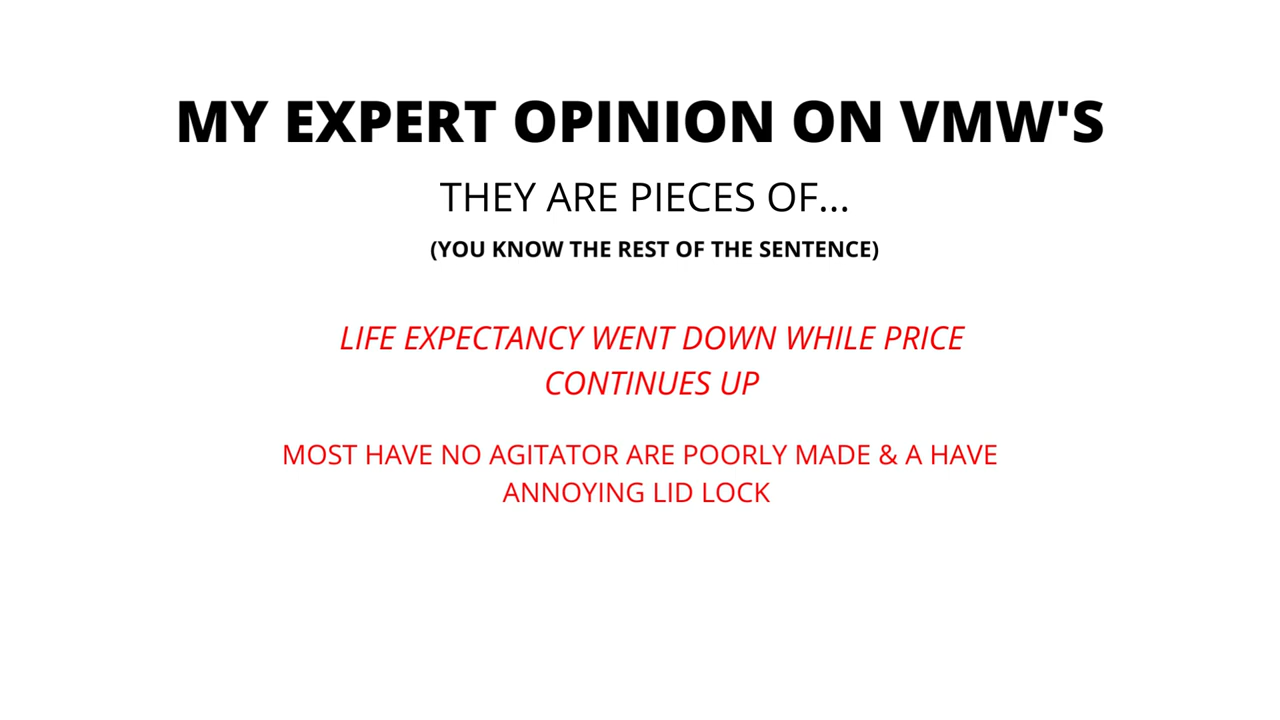 MY EXPERT OPINION ON VMW'S
THEY ARE PIECES OF...
(YOU KNOW THE REST OF THE SENTENCE)
LIFE EXPECTANCY WENT DOWN WHILE PRICE
CONTINUES UP
MOST HAVE NO AGITATOR ARE POORLY MADE & A HAVE
ANNOYING LID LOCK